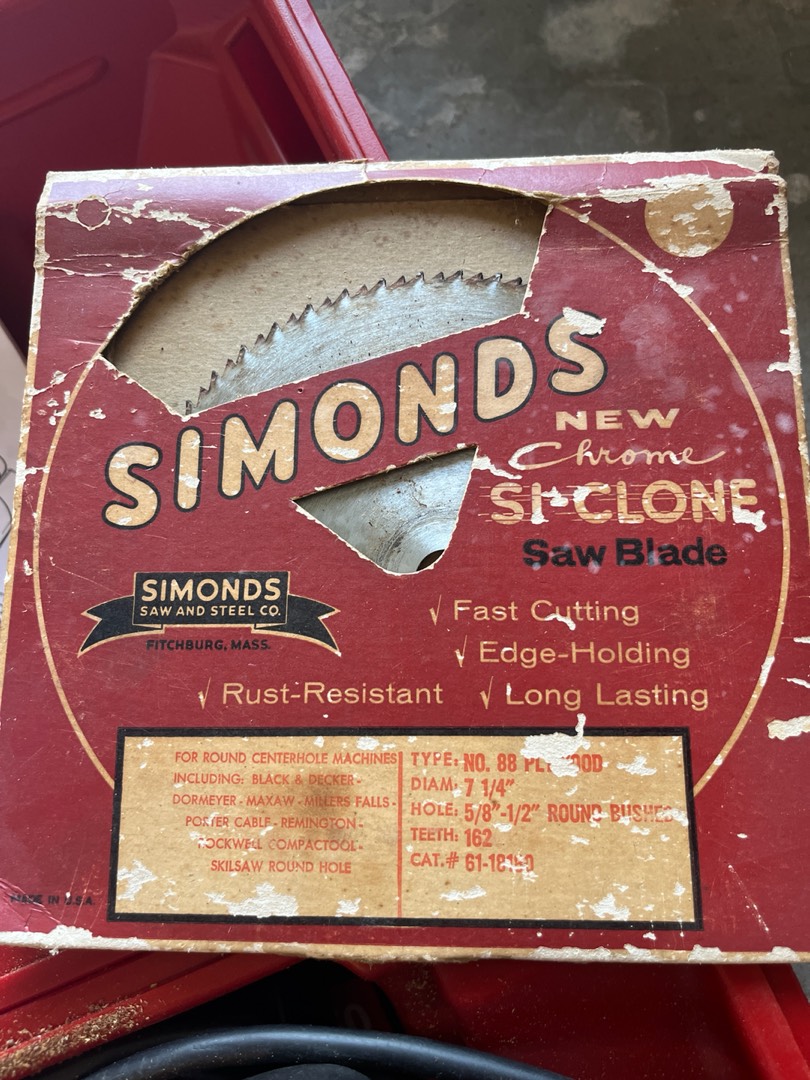 SIMONDS
NEW
Chrome
SI-CLONE
Saw Blade
SIMONDS
SAW AND STEEL CO.
FITCHBURG, MASS.
√ Fast Cutting
√ Edge-Holding
√ Rust-Resistant √ Long Lasting
FOR ROUND CENTERHOLE MACHINES
INCLUDING: BLACK & DECKER -
DORMEYER - MAXAW - MILLERS FALLS -
PORTER CABLE - REMINGTON -
ROCKWELL COMPACTOOL -
SKILSAW ROUND HOLE
TYPE: NO. 88 PLYWOOD
DIAM: 7 1/4"
HOLE: 5/8"-1/2" ROUND BUSHED
TEETH: 162
CAT.#
MADE IN U.S.A.